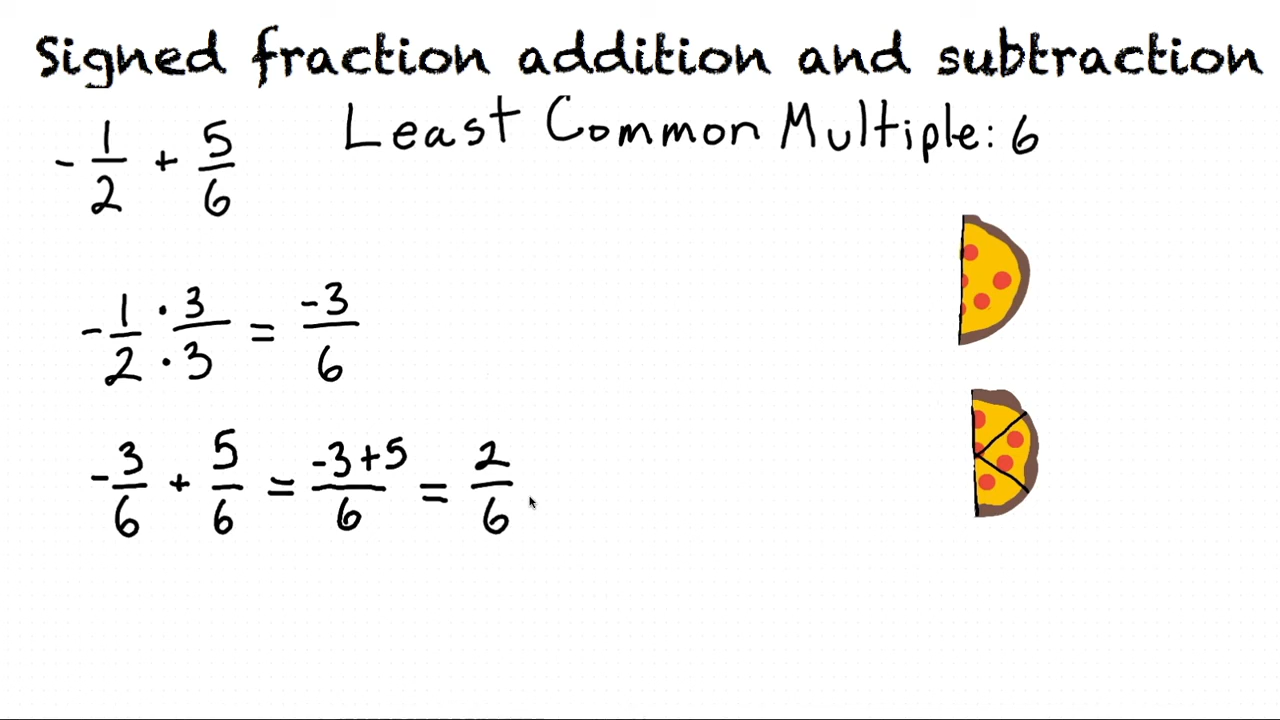 Signed fraction addition and subtraction
-1/2 + 5/6
Least Common Multiple: 6
-1/2 · 3/· 3 = -3/6
-3/6 + 5/6 = -3+5/6 = 2/6